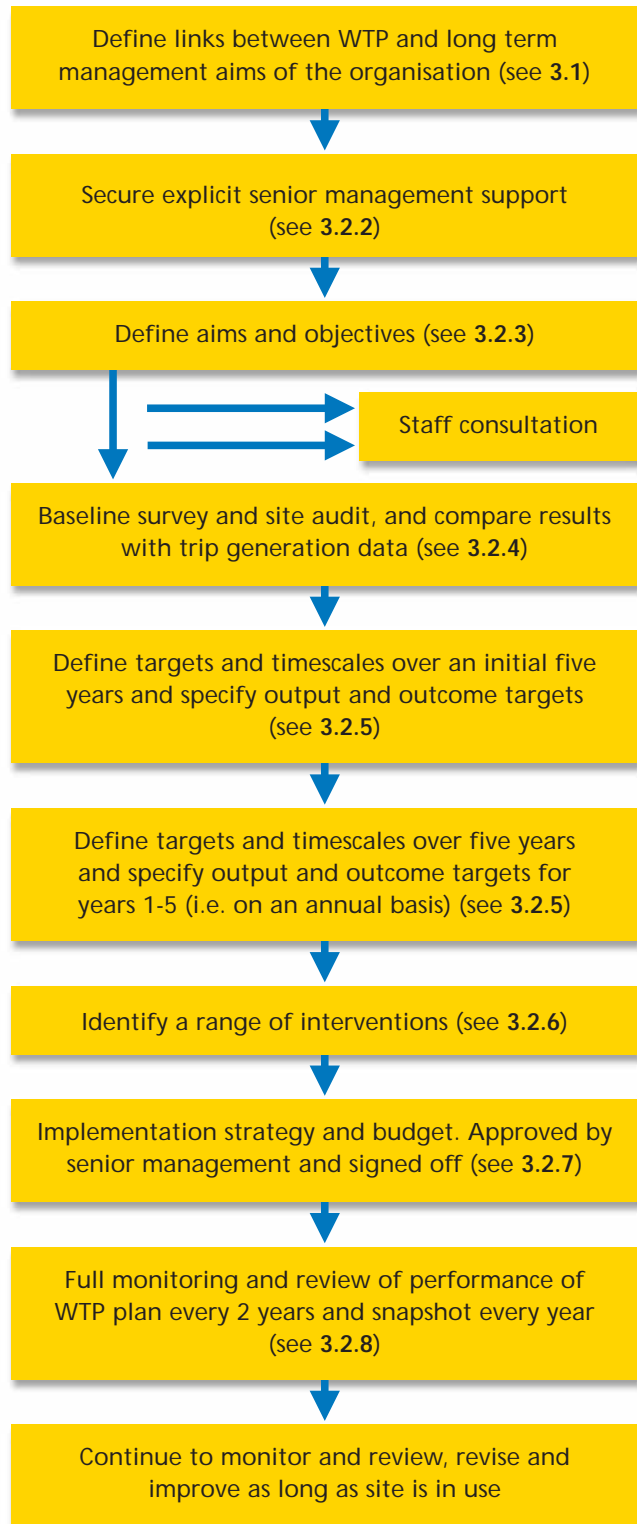 Define links between WTP and long term
management aims of the organisation (see 3.1)
Secure explicit senior management support
(see 3.2.2)
Define aims and objectives (see 3.2.3)
Staff consultation
Baseline survey and site audit, and compare results
with trip generation data (see 3.2.4)
Define targets and timescales over an initial five
years and specify output and outcome targets
(see 3.2.5)
Define targets and timescales over five years
and specify output and outcome targets for
years 1-5 (i.e. on an annual basis) (see 3.2.5)
Identify a range of interventions (see 3.2.6)
Implementation strategy and budget. Approved by
senior management and signed off (see 3.2.7)
Full monitoring and review of performance of
WTP plan every 2 years and snapshot every year
(see 3.2.8)
Continue to monitor and review, revise and
improve as long as site is in use